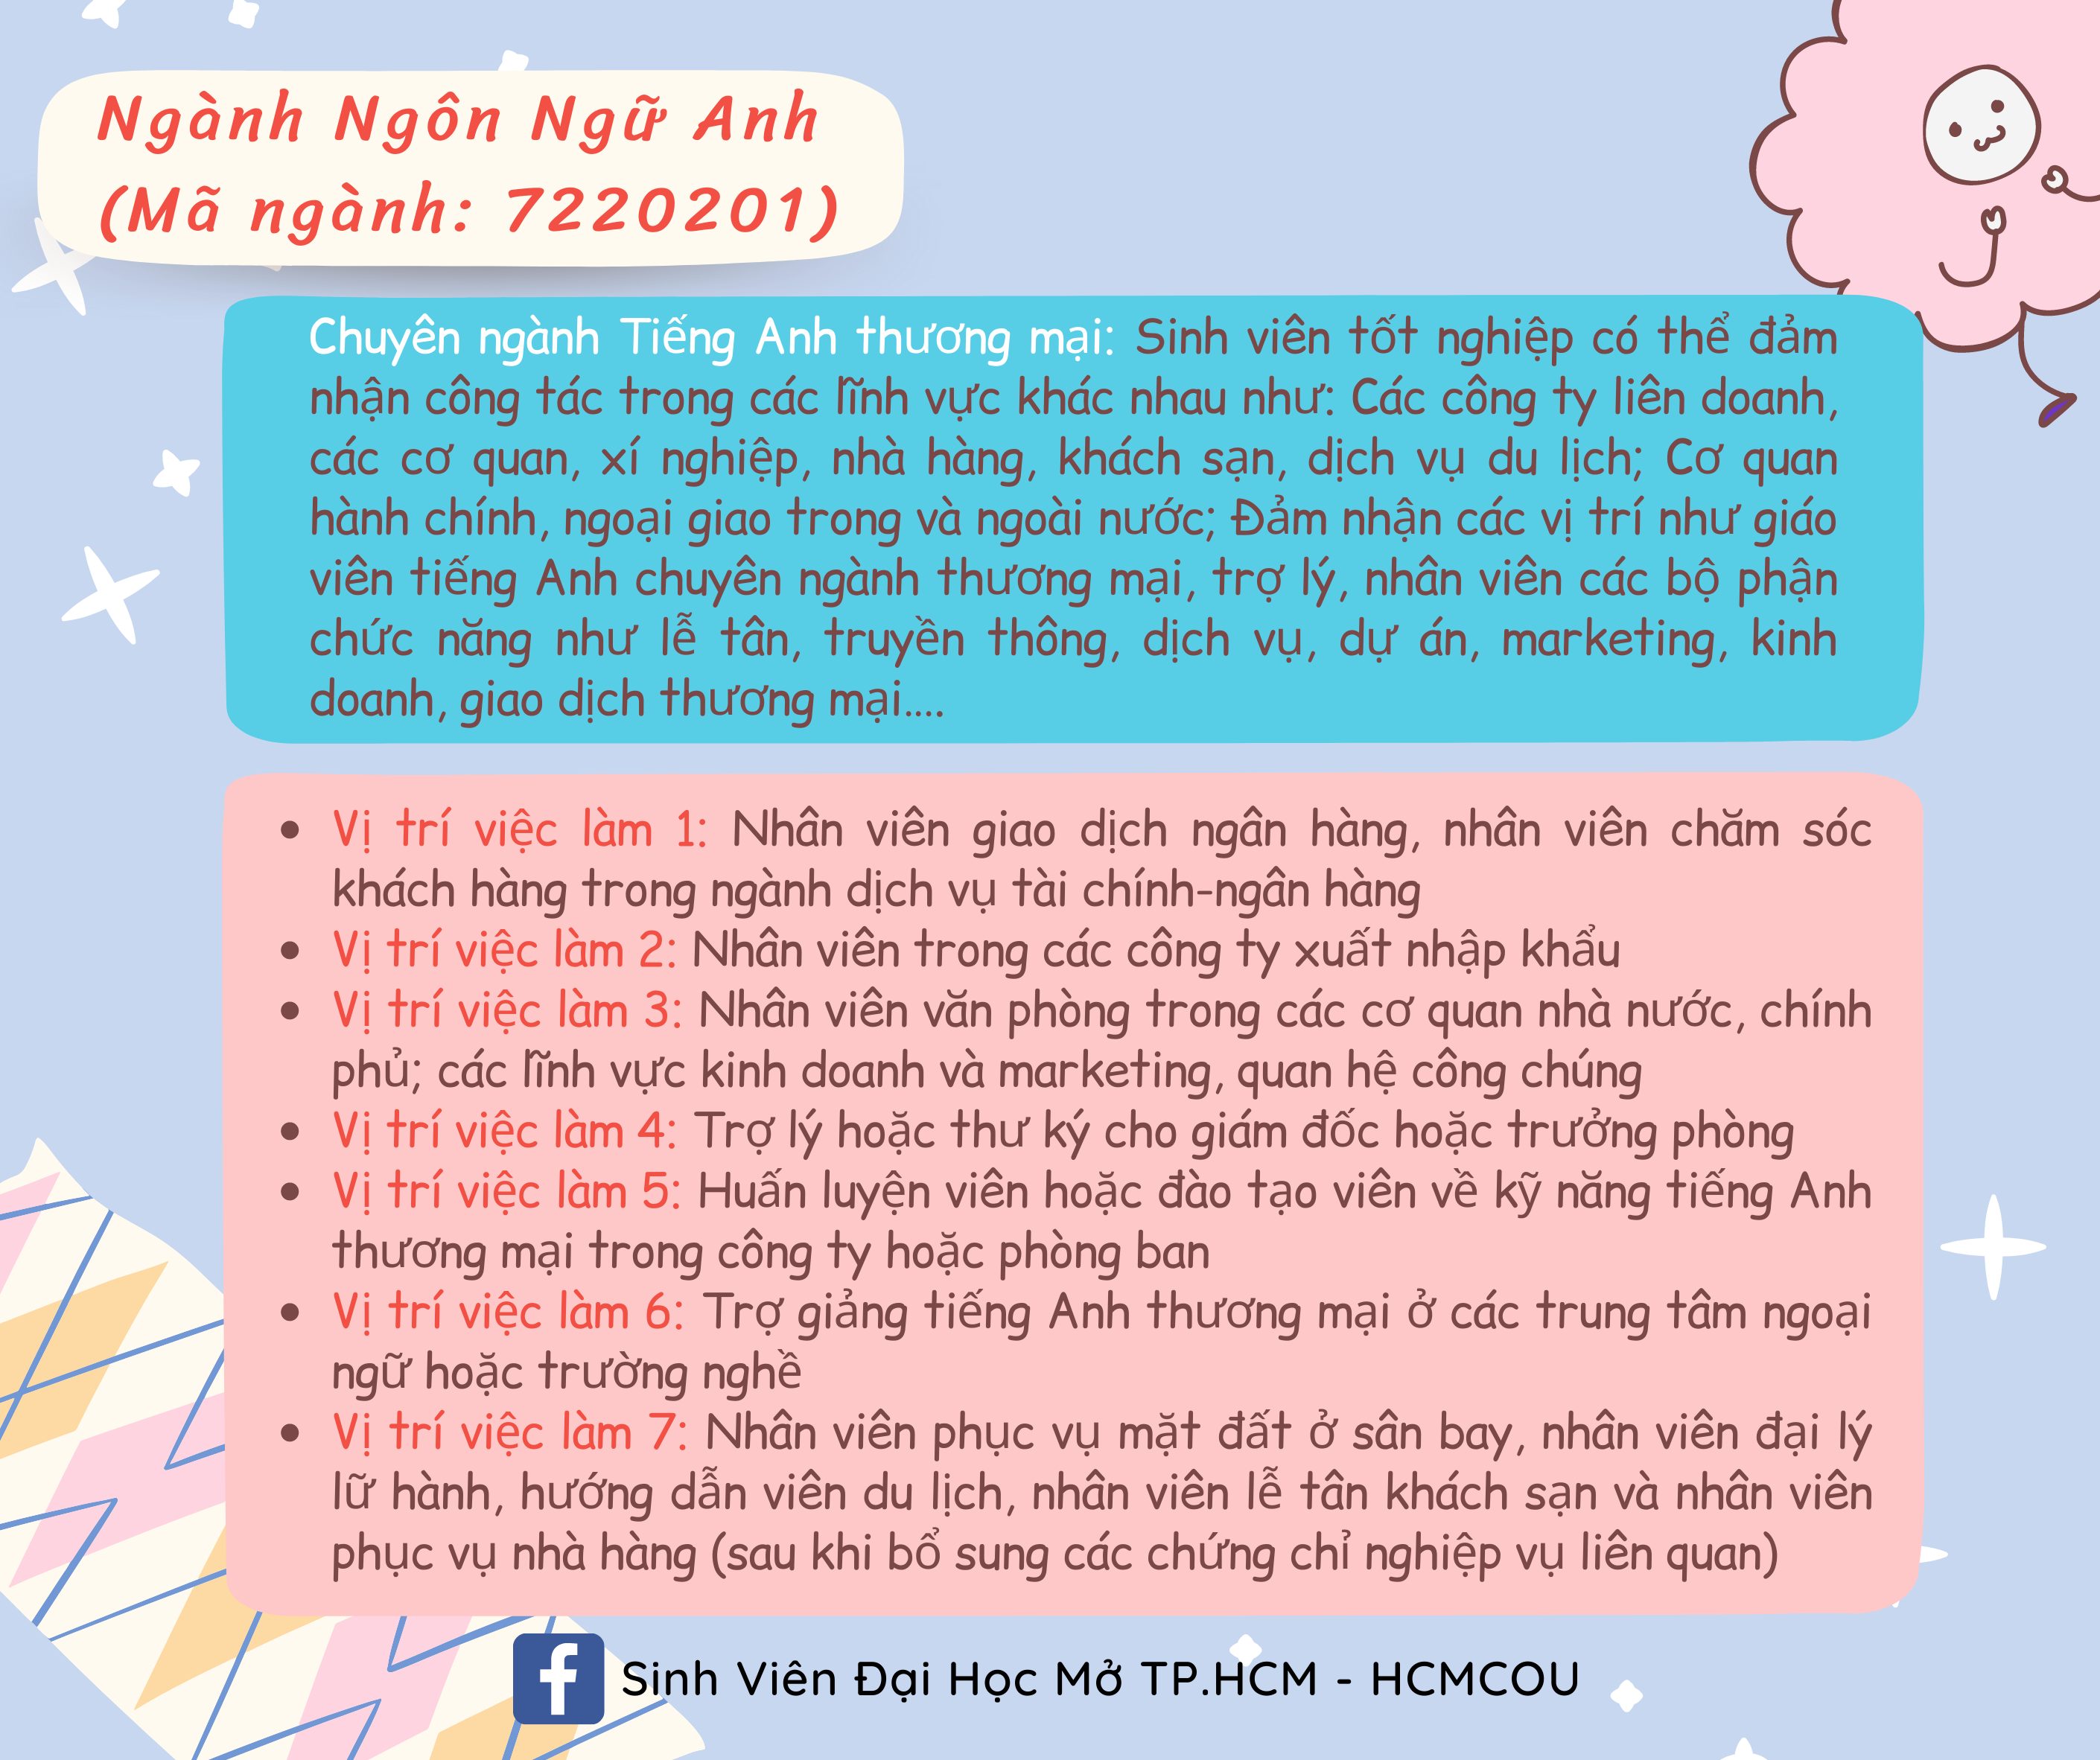 Ngành Ngôn Ngữ Anh
(Mã ngành: 7220201)
Chuyên ngành Tiếng Anh thương mại: Sinh viên tốt nghiệp có thể đảm
nhận công tác trong các lĩnh vực khác nhau như: Các công ty liên doanh,
các cơ quan, xí nghiệp, nhà hàng, khách sạn, dịch vụ du lịch; Cơ quan
hành chính, ngoại giao trong và ngoài nước; Đảm nhận các vị trí như giáo
viên tiếng Anh chuyên ngành thương mại, trợ lý, nhân viên các bộ phận
chức năng như lễ tân, truyền thông, dịch vụ, dự án, marketing, kinh
doanh, giao dịch thương mại....
• Vị trí việc làm 1: Nhân viên giao dịch ngân hàng, nhân viên chăm sóc
khách hàng trong ngành dịch vụ tài chính-ngân hàng
• Vị trí việc làm 2: Nhân viên trong các công ty xuất nhập khẩu
• Vị trí việc làm 3: Nhân viên văn phòng trong các cơ quan nhà nước, chính
phủ; các lĩnh vực kinh doanh và marketing, quan hệ công chúng
• Vị trí việc làm 4: Trợ lý hoặc thư ký cho giám đốc hoặc trưởng phòng
• Vị trí việc làm 5: Huấn luyện viên hoặc đào tạo viên về kỹ năng tiếng Anh
thương mại trong công ty hoặc phòng ban
• Vị trí việc làm 6: Trợ giảng tiếng Anh thương mại ở các trung tâm ngoại
ngữ hoặc trường nghề
• Vị trí việc làm 7: Nhân viên phục vụ mặt đất ở sân bay, nhân viên đại lý
lữ hành, hướng dẫn viên du lịch, nhân viên lễ tân khách sạn và nhân viên
phục vụ nhà hàng (sau khi bổ sung các chứng chỉ nghiệp vụ liên quan)
Sinh Viên Đại Học Mở TP.HCM - HCMCOU